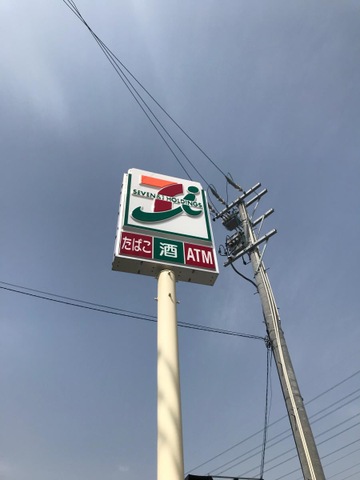 SEVEN & i HOLDINGS
たばこ 酒 ATM